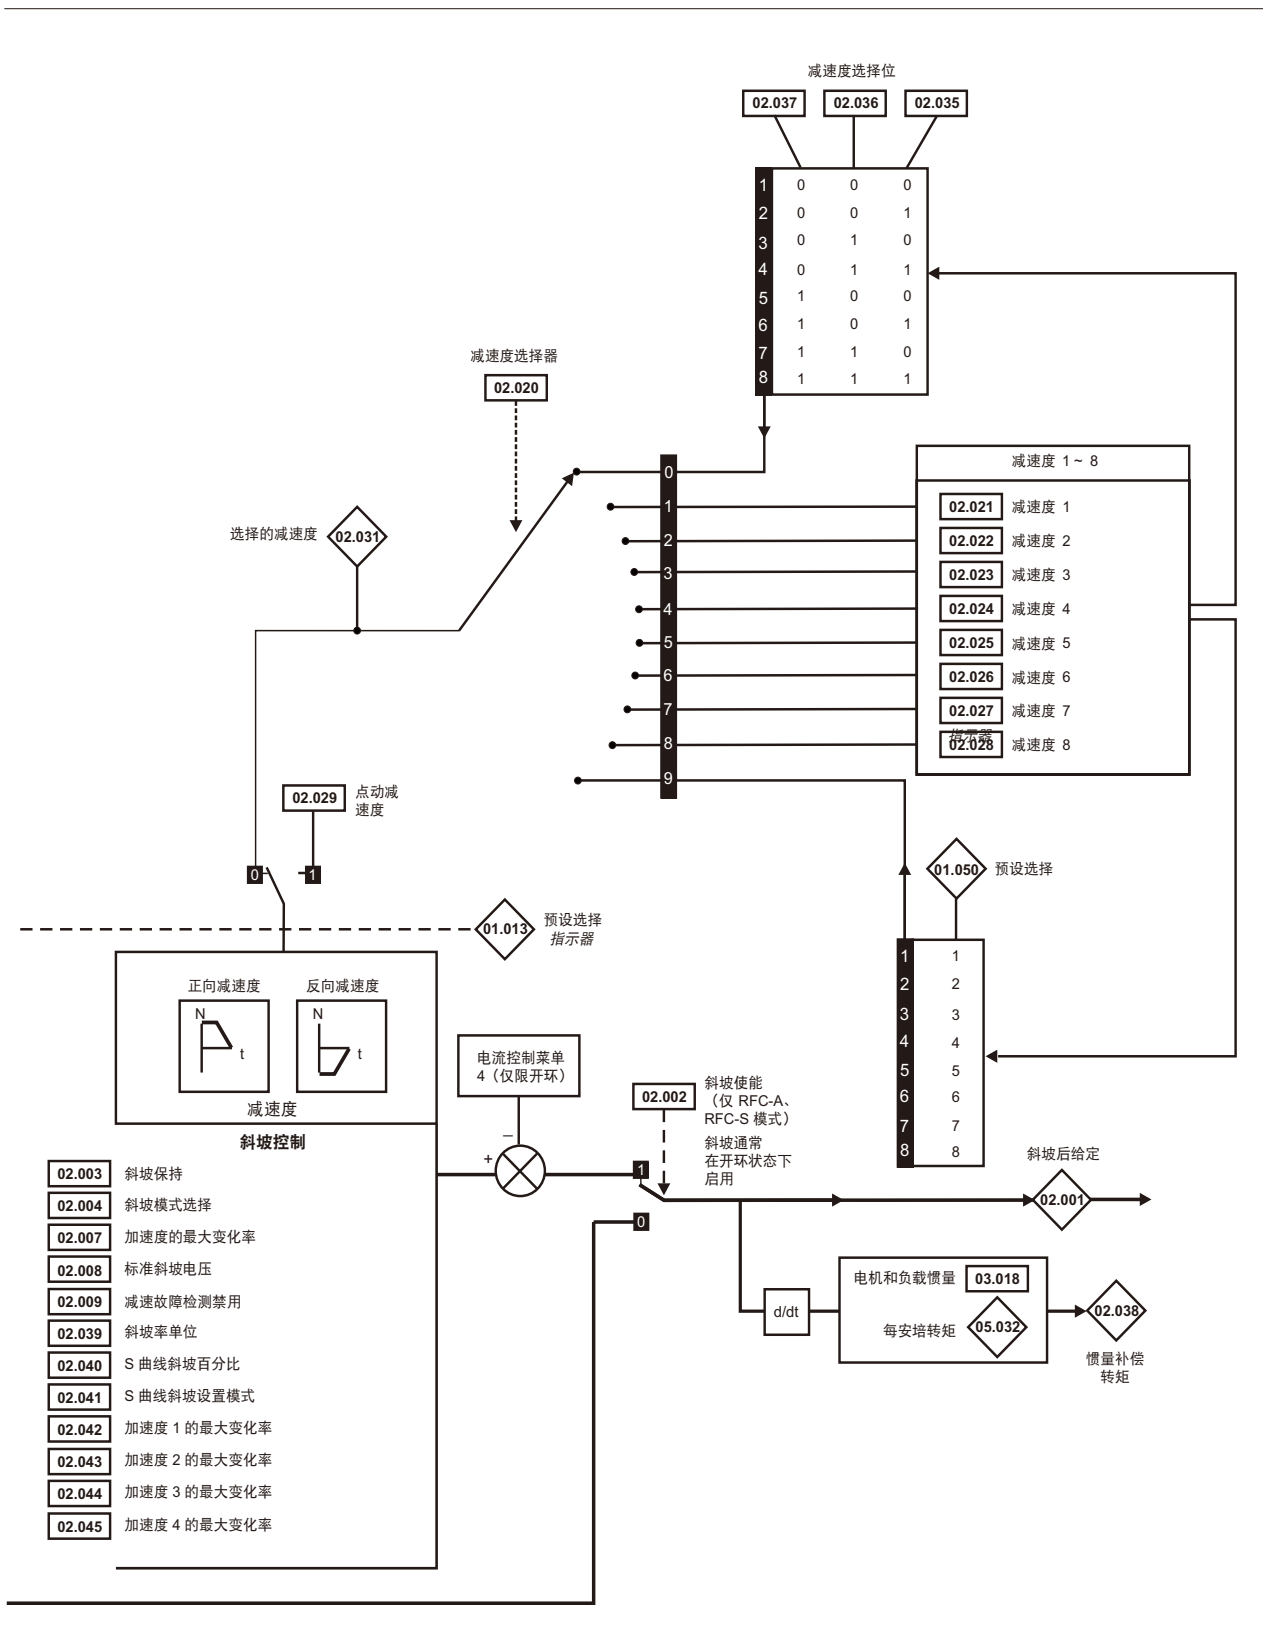 减速度选择位
02.037 02.036 02.035
1 0 0 0
2 0 0 1
3 0 1 0
4 0 1 1
5 1 0 0
6 1 0 1
7 1 1 0
8 1 1 1
减速度选择器
02.020
选择的减速度 02.031
0
1
2
3
4
5
6
7
8
9
减速度 1 ~ 8
02.021 减速度 1
02.022 减速度 2
02.023 减速度 3
02.024 减速度 4
02.025 减速度 5
02.026 减速度 6
02.027 减速度 7
指示器
02.028 减速度 8
02.029 点动减
速度
0 1
01.050 预设选择
01.013 预设选择
指示器
1 1
2 2
3 3
4 4
5 5
6 6
7 7
8 8
正向减速度 反向减速度
N t N t
减速度
斜坡控制
电流控制菜单
4（仅限开环）
+ −
02.003 斜坡保持
02.004 斜坡模式选择
02.007 加速度的最大变化率
02.008 标准斜坡电压
02.009 减速故障检测禁用
02.039 斜坡率单位
02.040 S 曲线斜坡百分比
02.041 S 曲线斜坡设置模式
02.042 加速度 1 的最大变化率
02.043 加速度 2 的最大变化率
02.044 加速度 3 的最大变化率
02.045 加速度 4 的最大变化率
02.002 斜坡使能
（仅 RFC-A、
RFC-S 模式）
斜坡通常
在开环状态下
启用
1
0
斜坡后给定
02.001
d/dt
电机和负载惯量 03.018
每安培转矩 05.032
02.038
惯量补偿
转矩